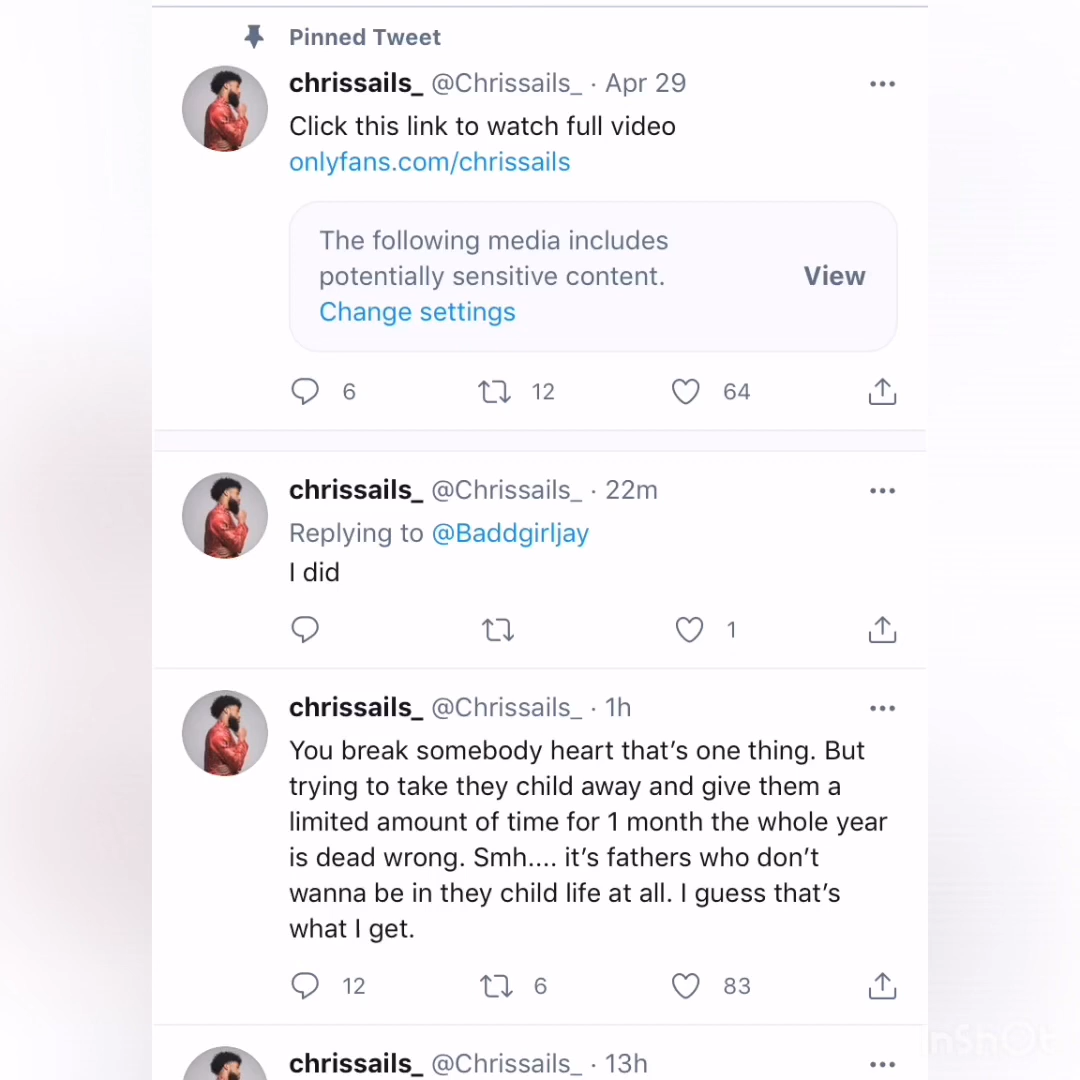 Pinned Tweet
chrissails_ @Chrissails_ · Apr 29
Click this link to watch full video
onlyfans.com/chrissails
The following media includes
potentially sensitive content.
View
Change settings
6 12 64
chrissails_ @Chrissails_ · 22m
Replying to @Baddgirljay
I did
1
chrissails_ @Chrissails_ · 1h
You break somebody heart that’s one thing. But
trying to take they child away and give them a
limited amount of time for 1 month the whole year
is dead wrong. Smh.... it’s fathers who don’t
wanna be in they child life at all. I guess that’s
what I get.
12 6 83
chrissails_ @Chrissails_ · 13h